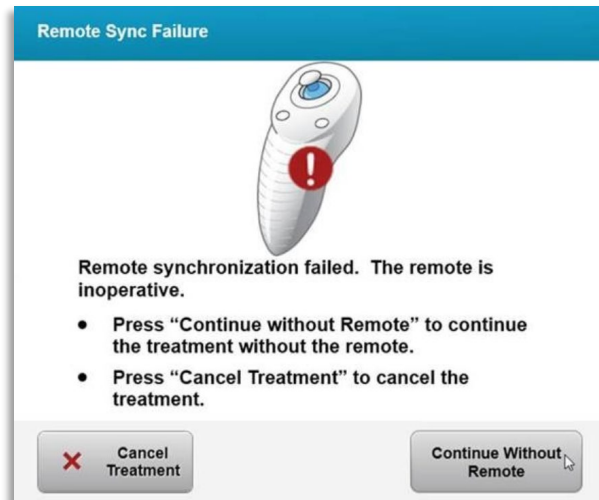 Remote Sync Failure
Remote synchronization failed.  The remote is
inoperative.
• Press “Continue without Remote” to continue
the treatment without the remote.
• Press “Cancel Treatment” to cancel the
treatment.
Cancel
Treatment
Continue Without
Remote